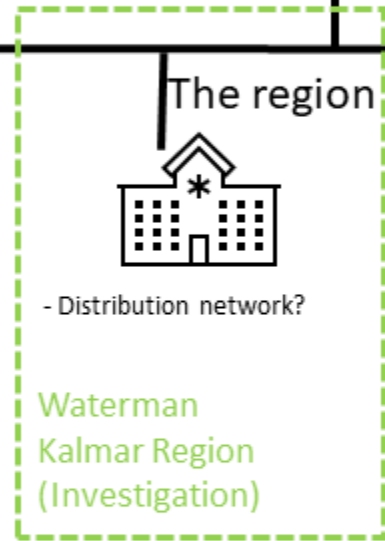 The region
- Distribution network?
Waterman
Kalmar Region
(Investigation)